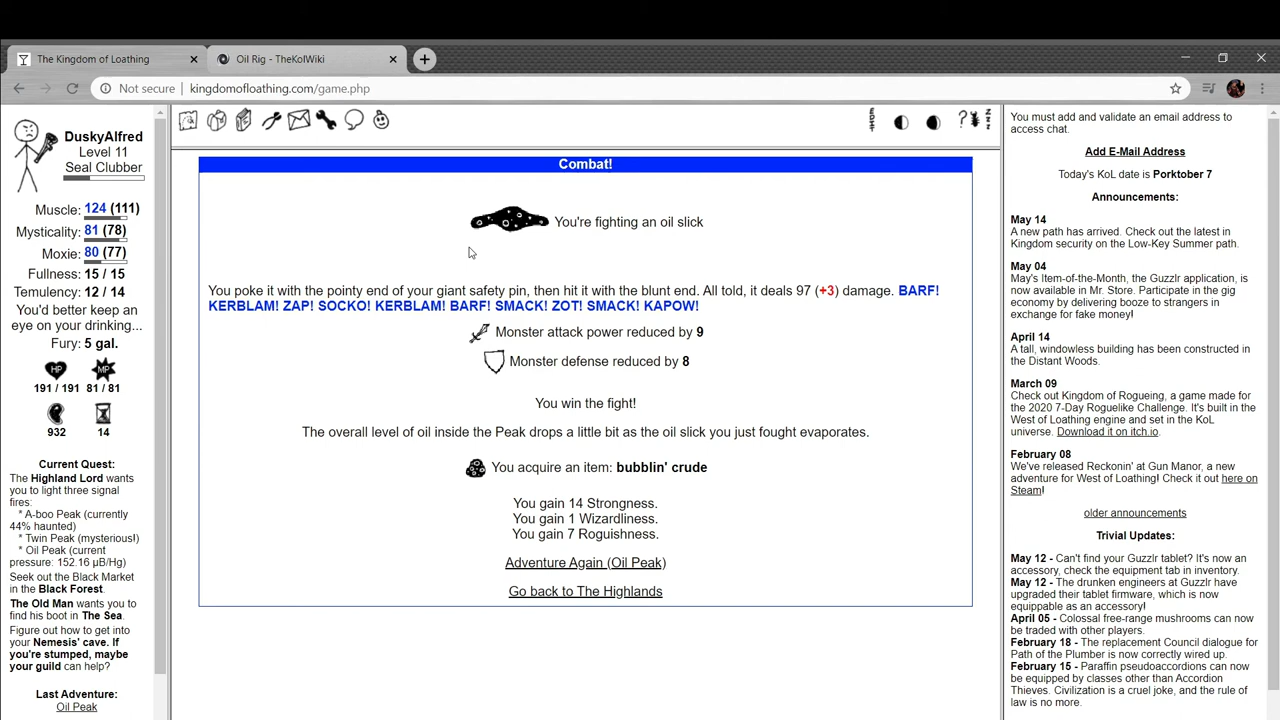 The Kingdom of Loathing
Oil Rig - TheKolWiki
Not secure
kingdomofloathing.com/game.php
DuskyAlfred
Level 11
Seal Clubber
Muscle: 124 (111)
Mysticality: 81 (78)
Moxie: 80 (77)
Fullness: 15 / 15
Temulency: 12 / 14
You'd better keep an
eye on your drinking...
Fury: 5 gal.
HP
MP
191 / 191
81 / 81
932
14
Current Quest:
The Highland Lord
wants you to light three signal
fires:
* A-boo Peak (currently
44% haunted)
* Twin Peak (mysterious!)
* Oil Peak (current
pressure: 152.16 µB/Hg)
Seek out the Black Market
in the Black Forest.
The Old Man wants you to
find his boot in The Sea.
Figure out how to get into
your Nemesis' cave. If
you're stumped, maybe
your guild can help?
Last Adventure:
Oil Peak
EDIT
Combat!
You're fighting an oil slick
You poke it with the pointy end of your giant safety pin, then hit it with the blunt end. All told, it deals 97 (+3) damage. BARF!
KERBLAM! ZAP! SOCKO! KERBLAM! BARF! SMACK! ZOT! SMACK! KAPOW!
Monster attack power reduced by 9
Monster defense reduced by 8
You win the fight!
The overall level of oil inside the Peak drops a little bit as the oil slick you just fought evaporates.
You acquire an item: bubblin' crude
You gain 14 Strongness.
You gain 1 Wizardliness.
You gain 7 Roguishness.
Adventure Again (Oil Peak)
Go back to The Highlands
You must add and validate an email address to
access chat.
Add E-Mail Address
Today's KoL date is Porktober 7
Announcements:
May 14
A new path has arrived. Check out the latest in
Kingdom security on the Low-Key Summer path.
May 04
May's Item-of-the-Month, the Guzzlr application, is
now available in Mr. Store. Participate in the gig
economy by delivering booze to strangers in
exchange for fake money!
April 14
A tall, windowless building has been constructed in
the Distant Woods.
March 09
Check out Kingdom of Rogueing, a game made for
the 2020 7-Day Roguelike Challenge. It's built in the
West of Loathing engine and set in the KoL
universe. Download it on itch.io.
February 08
We've released Reckonin' at Gun Manor, a new
adventure for West of Loathing! Check it out here on
Steam!
older announcements
Trivial Updates:
May 12 - Can't find your Guzzlr tablet? It's now an
accessory, check the equipment tab in inventory.
May 12 - The drunken engineers at Guzzlr have
upgraded their tablet firmware, which is now
equippable as an accessory!
April 05 - Colossal free-range mushrooms can now
be traded with other players.
February 18 - The replacement Council dialogue for
Path of the Plumber is now correctly wired up.
February 15 - Paraffin pseudoaccordions can now
be equipped by classes other than Accordion
Thieves. Civilization is a cruel joke, and the rule of
law is no more.